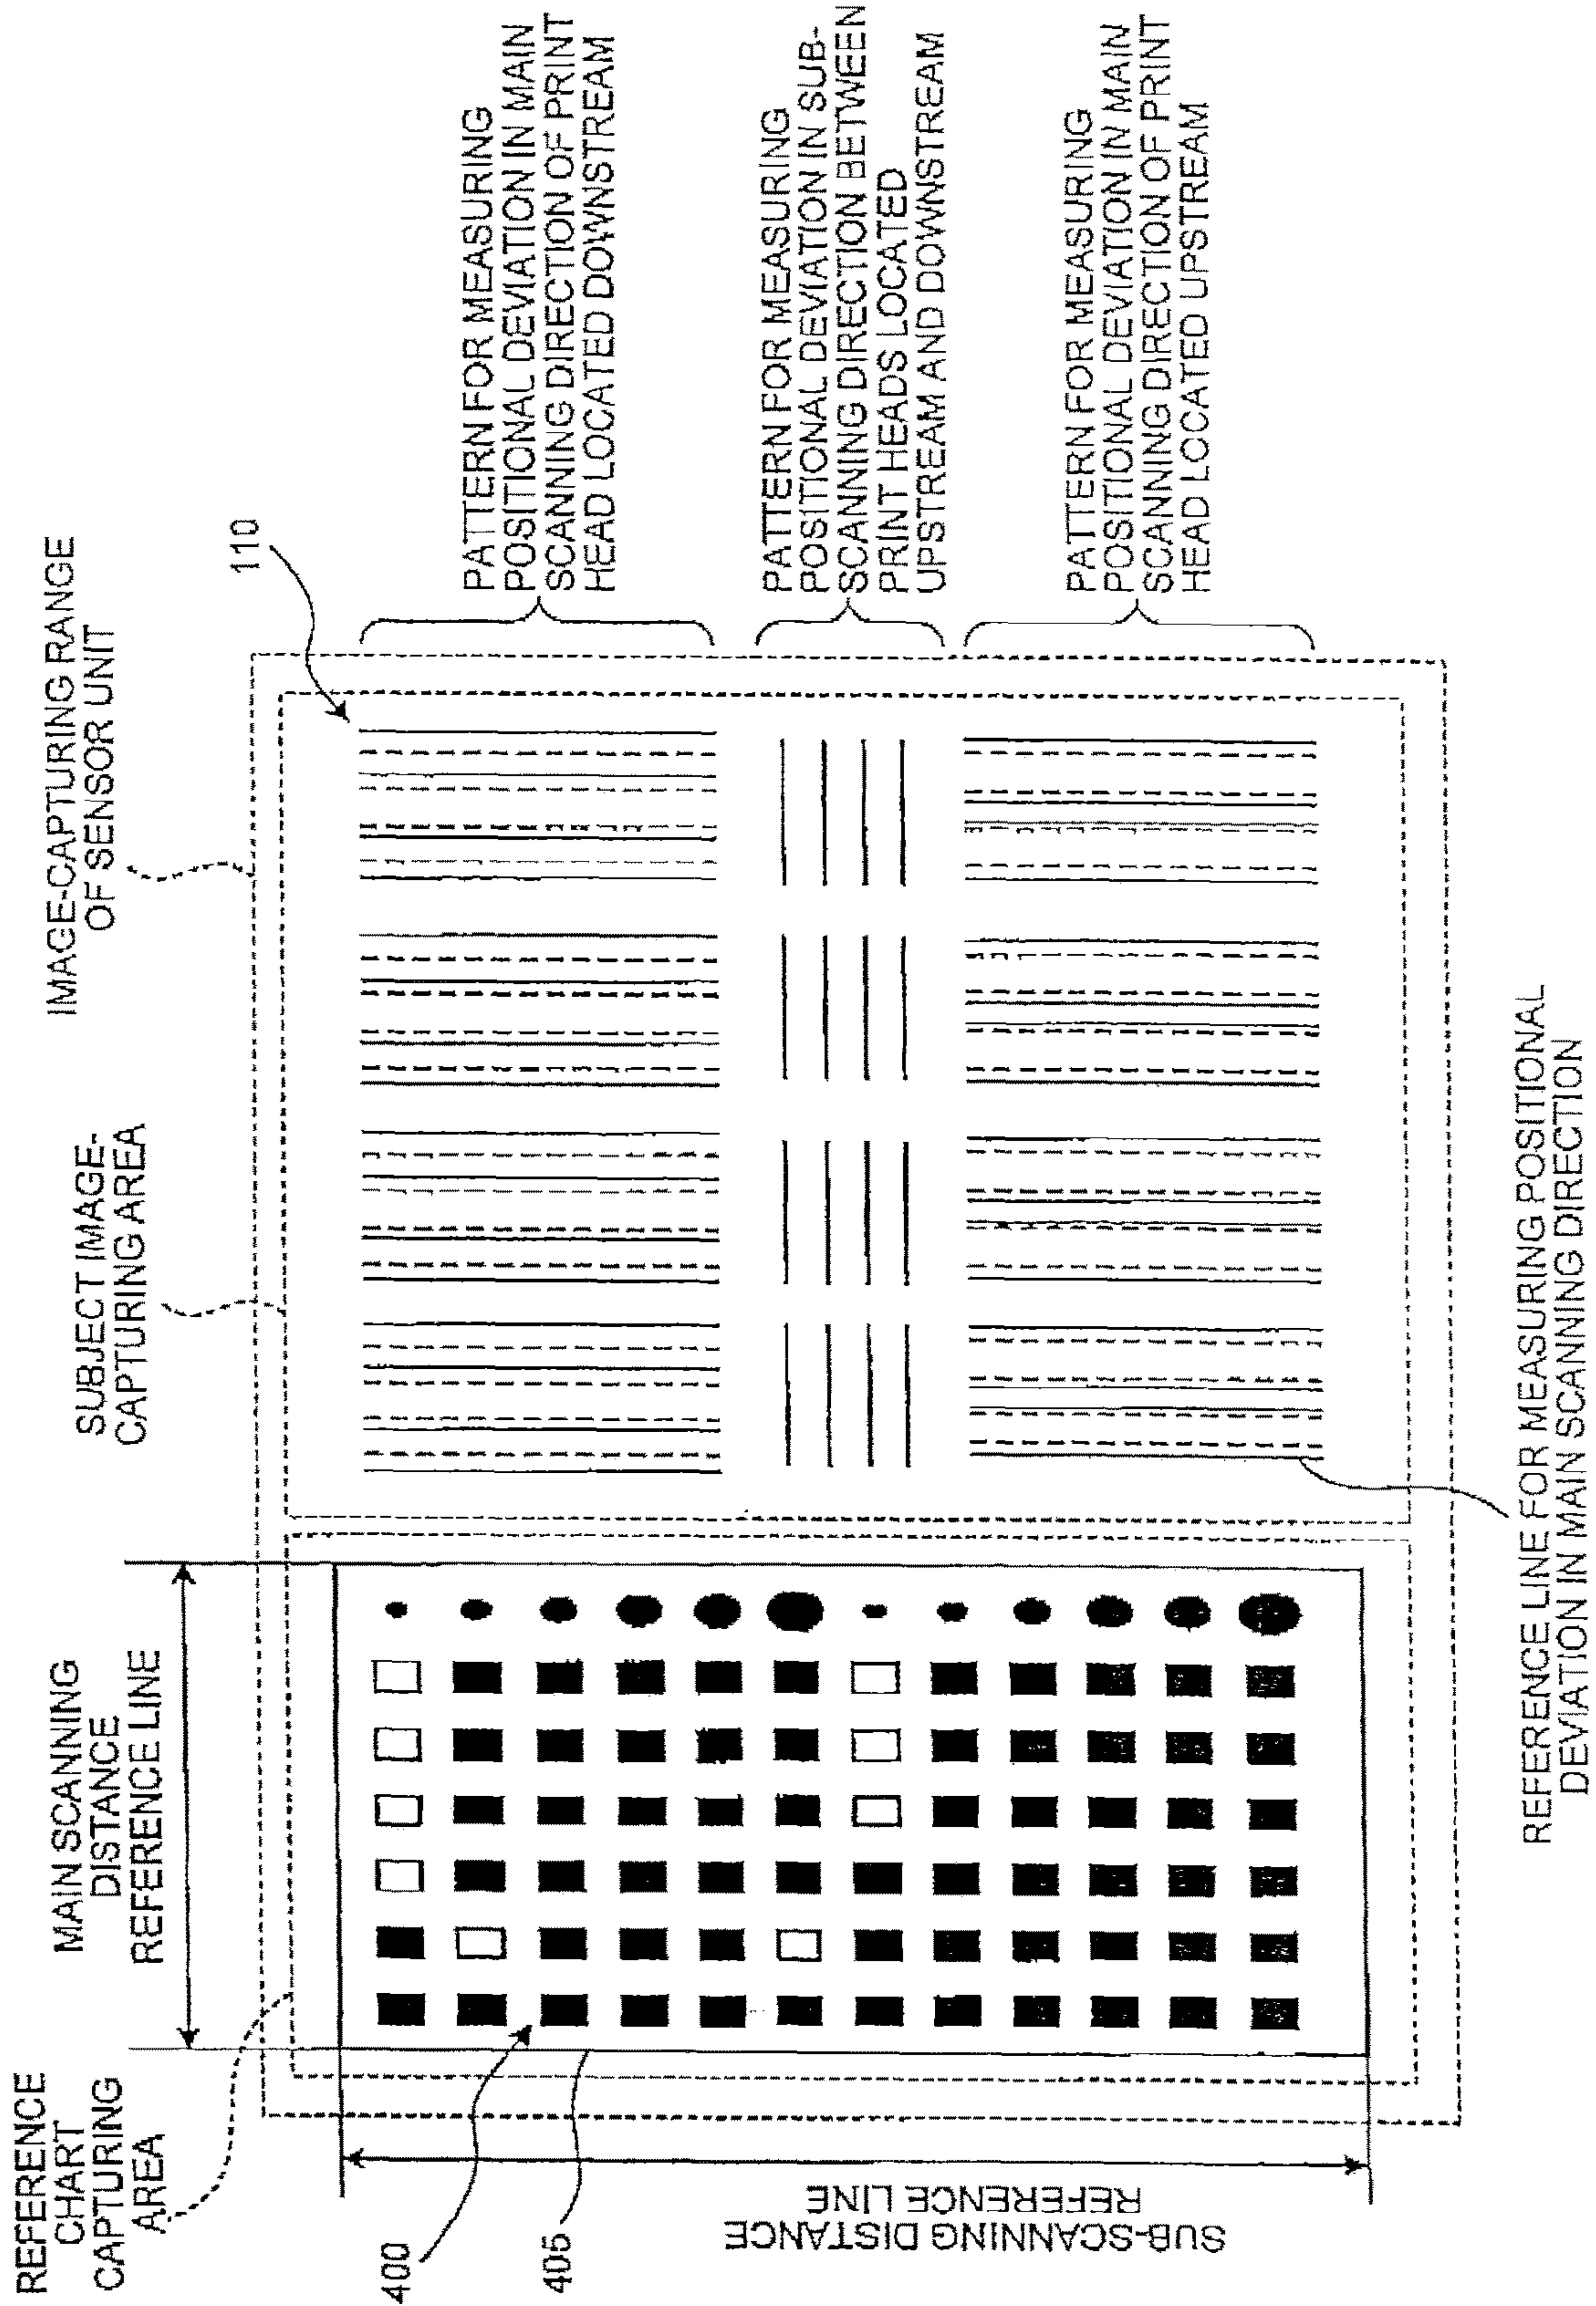 REFERENCE
CHART
CAPTURING
AREA
MAIN SCANNING
DISTANCE
REFERENCE LINE
SUBJECT IMAGE-
CAPTURING AREA
IMAGE-CAPTURING RANGE
OF SENSOR UNIT
110
PATTERN FOR MEASURING
POSITIONAL DEVIATION IN MAIN
SCANNING DIRECTION OF PRINT
HEAD LOCATED DOWNSTREAM
PATTERN FOR MEASURING
POSITIONAL DEVIATION IN SUB-
SCANNING DIRECTION BETWEEN
PRINT HEADS LOCATED
UPSTREAM AND DOWNSTREAM
PATTERN FOR MEASURING
POSITIONAL DEVIATION IN MAIN
SCANNING DIRECTION OF PRINT
HEAD LOCATED UPSTREAM
SUB-SCANNING DISTANCE
REFERENCE LINE
400
405
REFERENCE LINE FOR MEASURING POSITIONAL
DEVIATION IN MAIN SCANNING DIRECTION